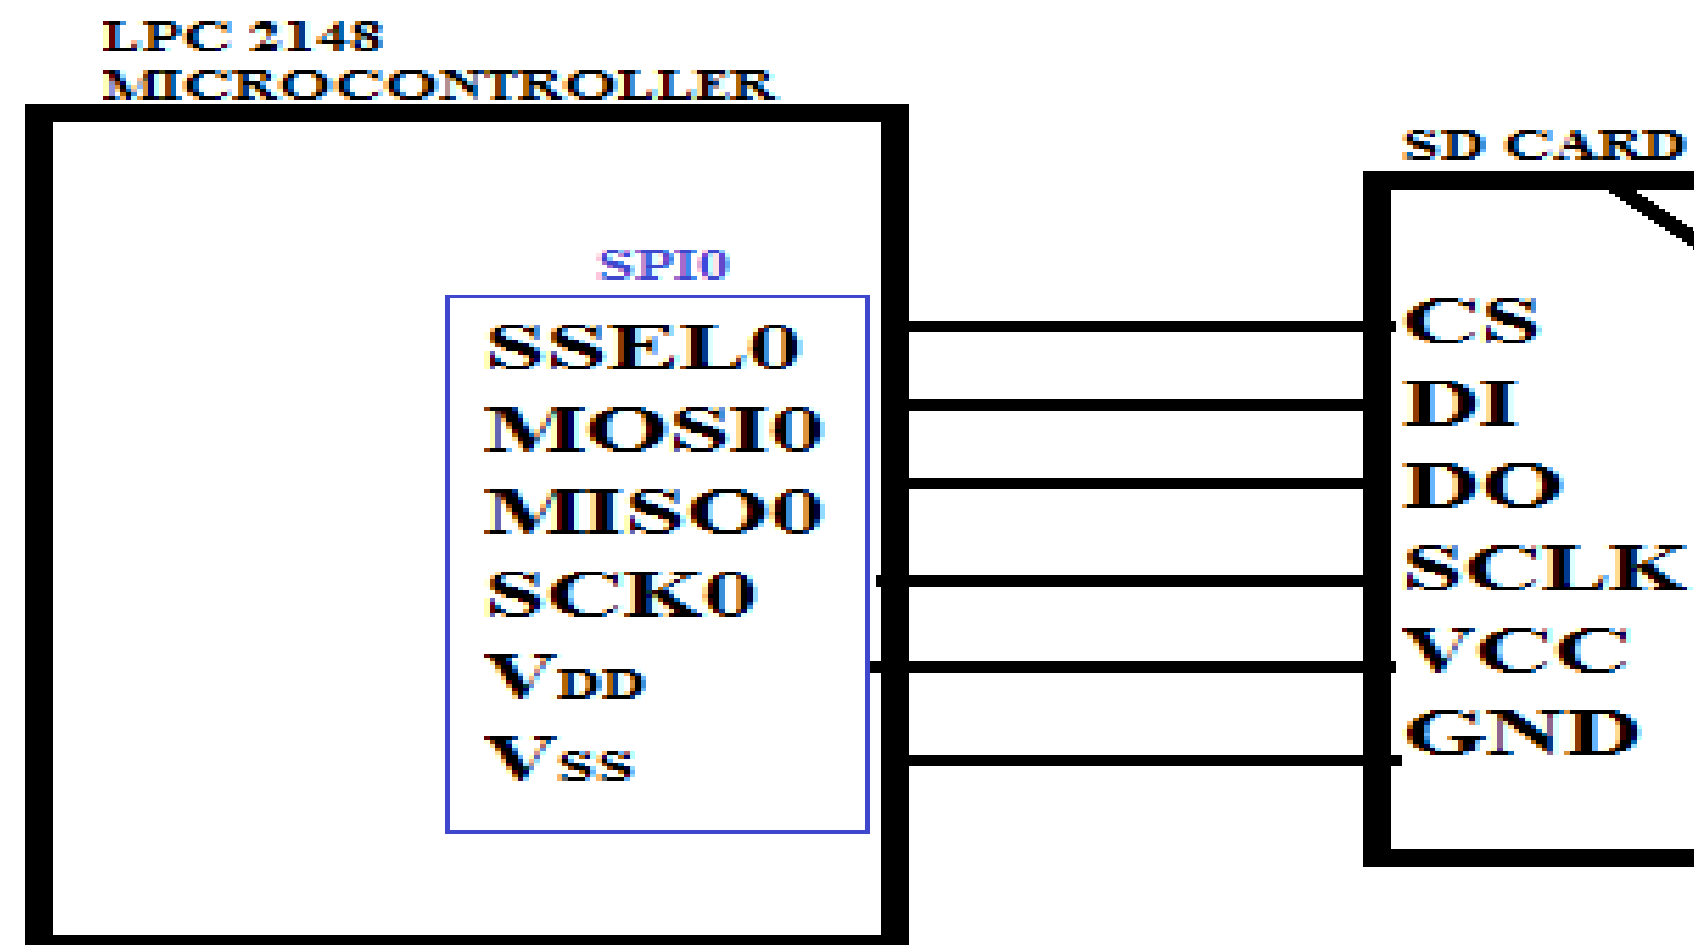 LPC 2148
MICROCONTROLLER
SD CARD
SPI0
SSEL0
MOSI0
MISO0
SCK0
VDD
VSS
CS
DI
DO
SCLK
VCC
GND